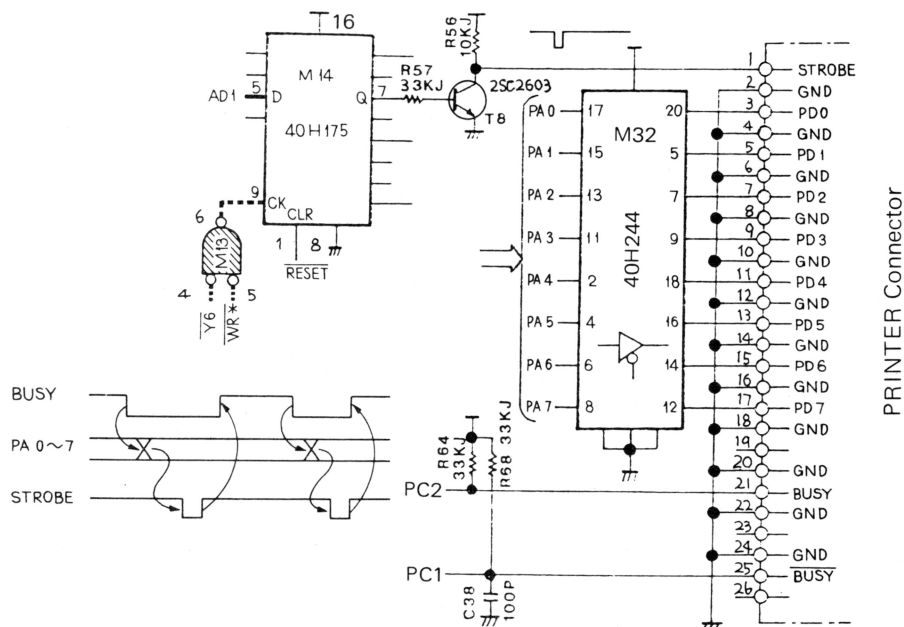 16
M14
AD1
5
D
Q
7
40H175
9
CK
CLR
1
8
RESET
6
M13
4
5
Y6
WR*
R57
33KJ
R56
10KJ
2SC2603
T8
M32
40H244
PA0
17
20
PA1
15
5
PA2
13
7
PA3
11
9
PA4
2
18
PA5
4
16
PA6
6
14
PA7
8
12
1
STROBE
2
GND
3
PD0
4
GND
5
PD1
6
GND
7
PD2
8
GND
9
PD3
10
GND
11
PD4
12
GND
13
PD5
14
GND
15
PD6
16
GND
17
PD7
18
GND
19
20
GND
21
BUSY
22
GND
23
24
GND
25
BUSY
26
PRINTER Connector
BUSY
PA 0~7
STROBE
R64
33KJ
R68 33KJ
PC2
PC1
C38
100P